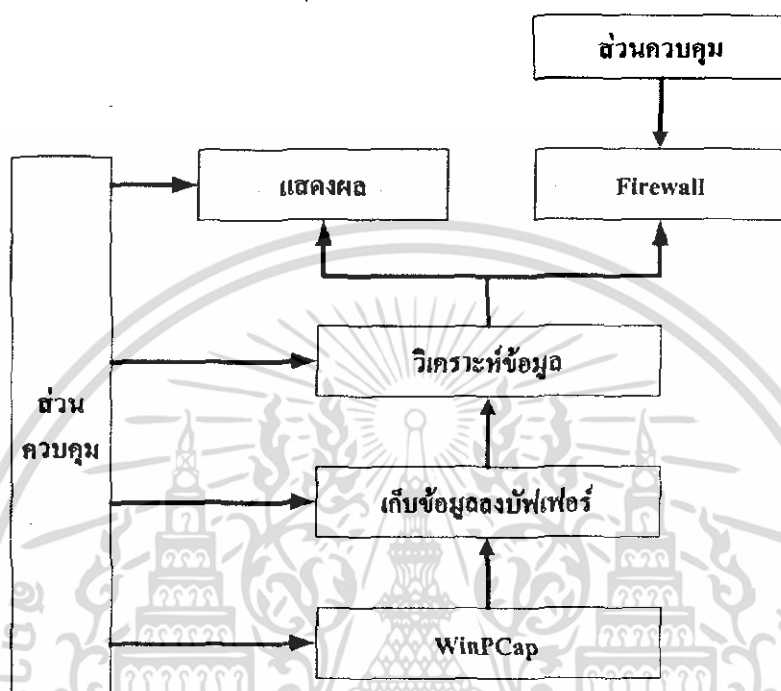 ส่วนควบคุม
แสดงผล
Firewall
วิเคราะห์ข้อมูล
ส่วน
ควบคุม
เก็บข้อมูลลงบัฟเฟอร์
WinPCap